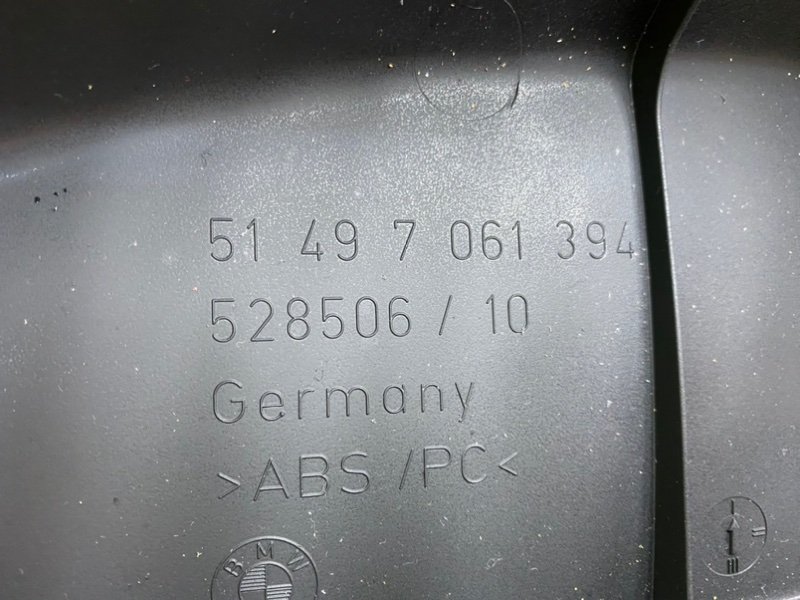 51 49 7 061 394
528506 / 10
Germany
>ABS /PC<
BMW